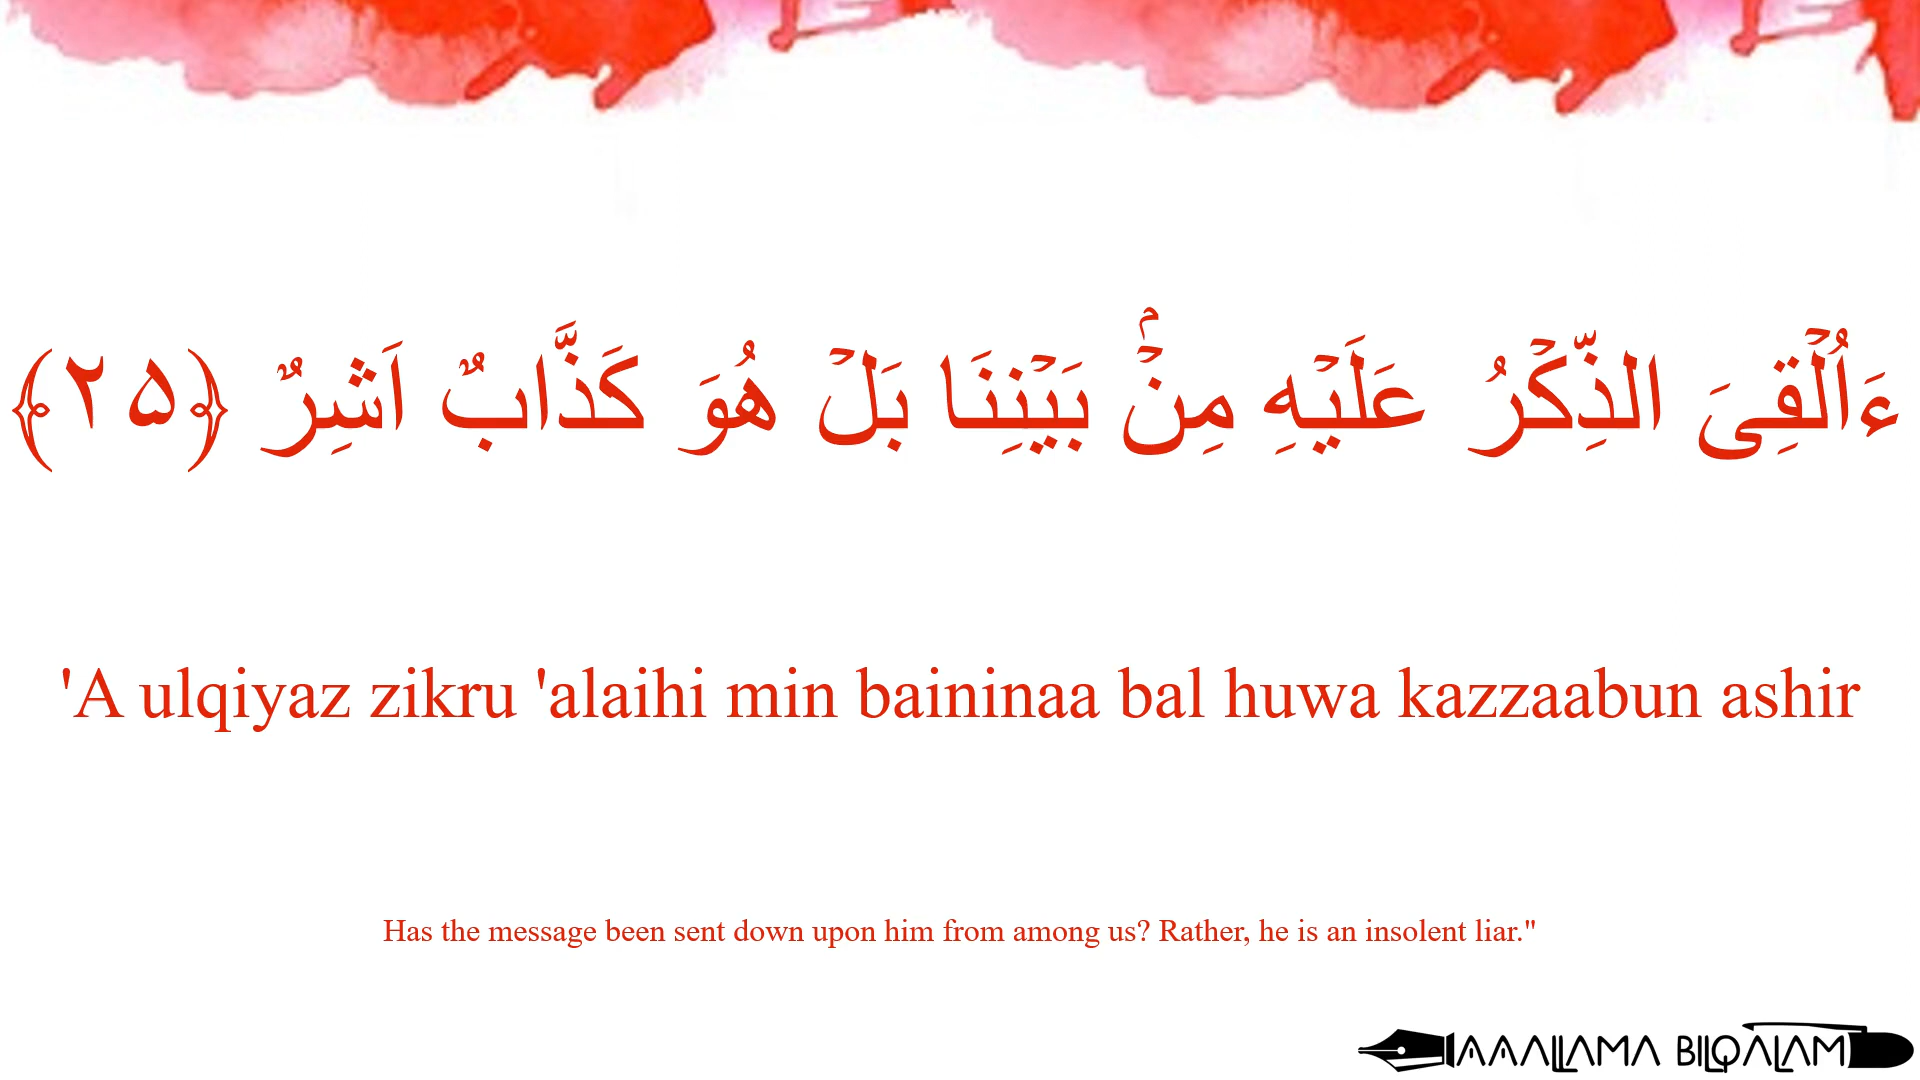 ءَاُلْقِىَ الذِّكْرُ عَلَيْهِ مِنْۢ بَيْنِنَا بَلْ هُوَ كَذَّابٌ اَشِرٌ ﴿۲۵﴾
'A ulqiyaz zikru 'alaihi min baininaa bal huwa kazzaabun ashir
Has the message been sent down upon him from among us? Rather, he is an insolent liar."
AAALLAMA BILQALAM